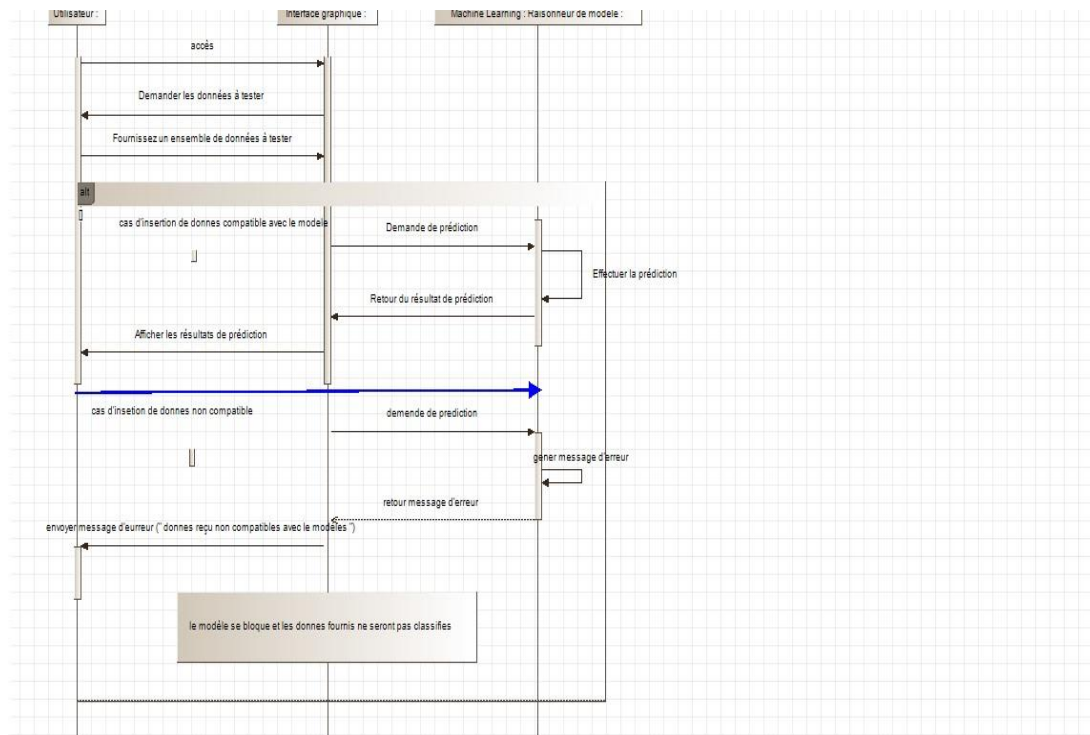 Utilisateur :
Interface graphique :
Machine Learning : Raisonneur de modele :
accès
Demander les données à tester
Fournissez un ensemble de données à tester
alt
cas d'insertion de donnes compatible avec le modele
Demande de prédiction
Effectuer la prédiction
Retour du résultat de prédiction
Afficher les résultats de prédiction
cas d'insetion de donnes non compatible
demende de prediction
gener message d'erreur
retour message d'erreur
envoyer message d'eurreur (" donnes reçu non compatibles avec le modéles ")
le modéle se bloque et les donnes fournis ne seront pas classifies